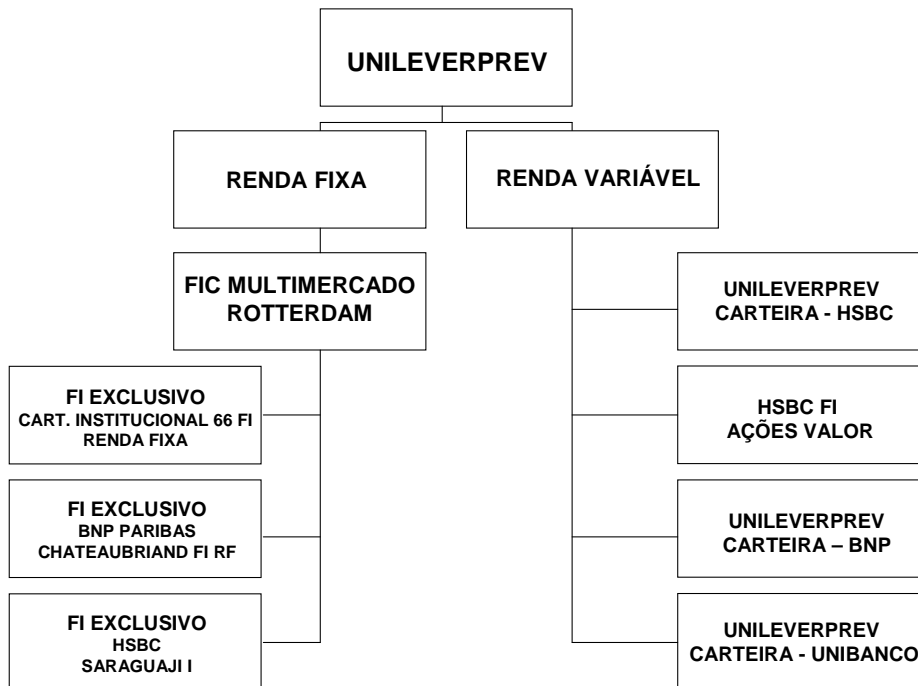 UNILEVERPREV
RENDA FIXA
RENDA VARIÁVEL
FIC MULTIMERCADO
ROTTERDAM
FI EXCLUSIVO
CART. INSTITUCIONAL 66 FI
RENDA FIXA
FI EXCLUSIVO
BNP PARIBAS
CHATEAUBRIAND FI RF
FI EXCLUSIVO
HSBC
SARAGUAJI I
UNILEVERPREV
CARTEIRA - HSBC
HSBC FI
AÇÕES VALOR
UNILEVERPREV
CARTEIRA – BNP
UNILEVERPREV
CARTEIRA - UNIBANCO